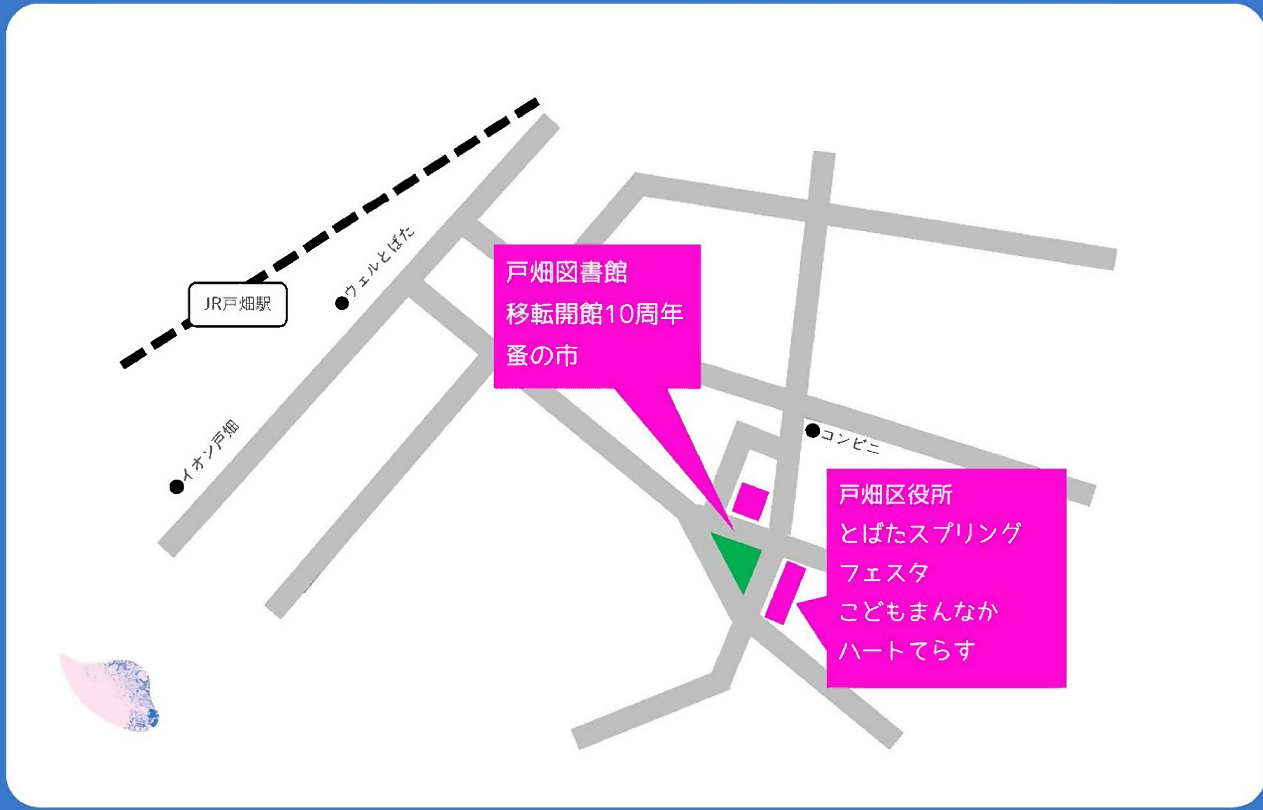 JR戸畑駅
ウェルとばた
イオン戸畑
戸畑図書館
移転開館10周年
蚤の市
コンビニ
戸畑区役所
とばたスプリング
フェスタ
こどもまんなか
ハートてらす